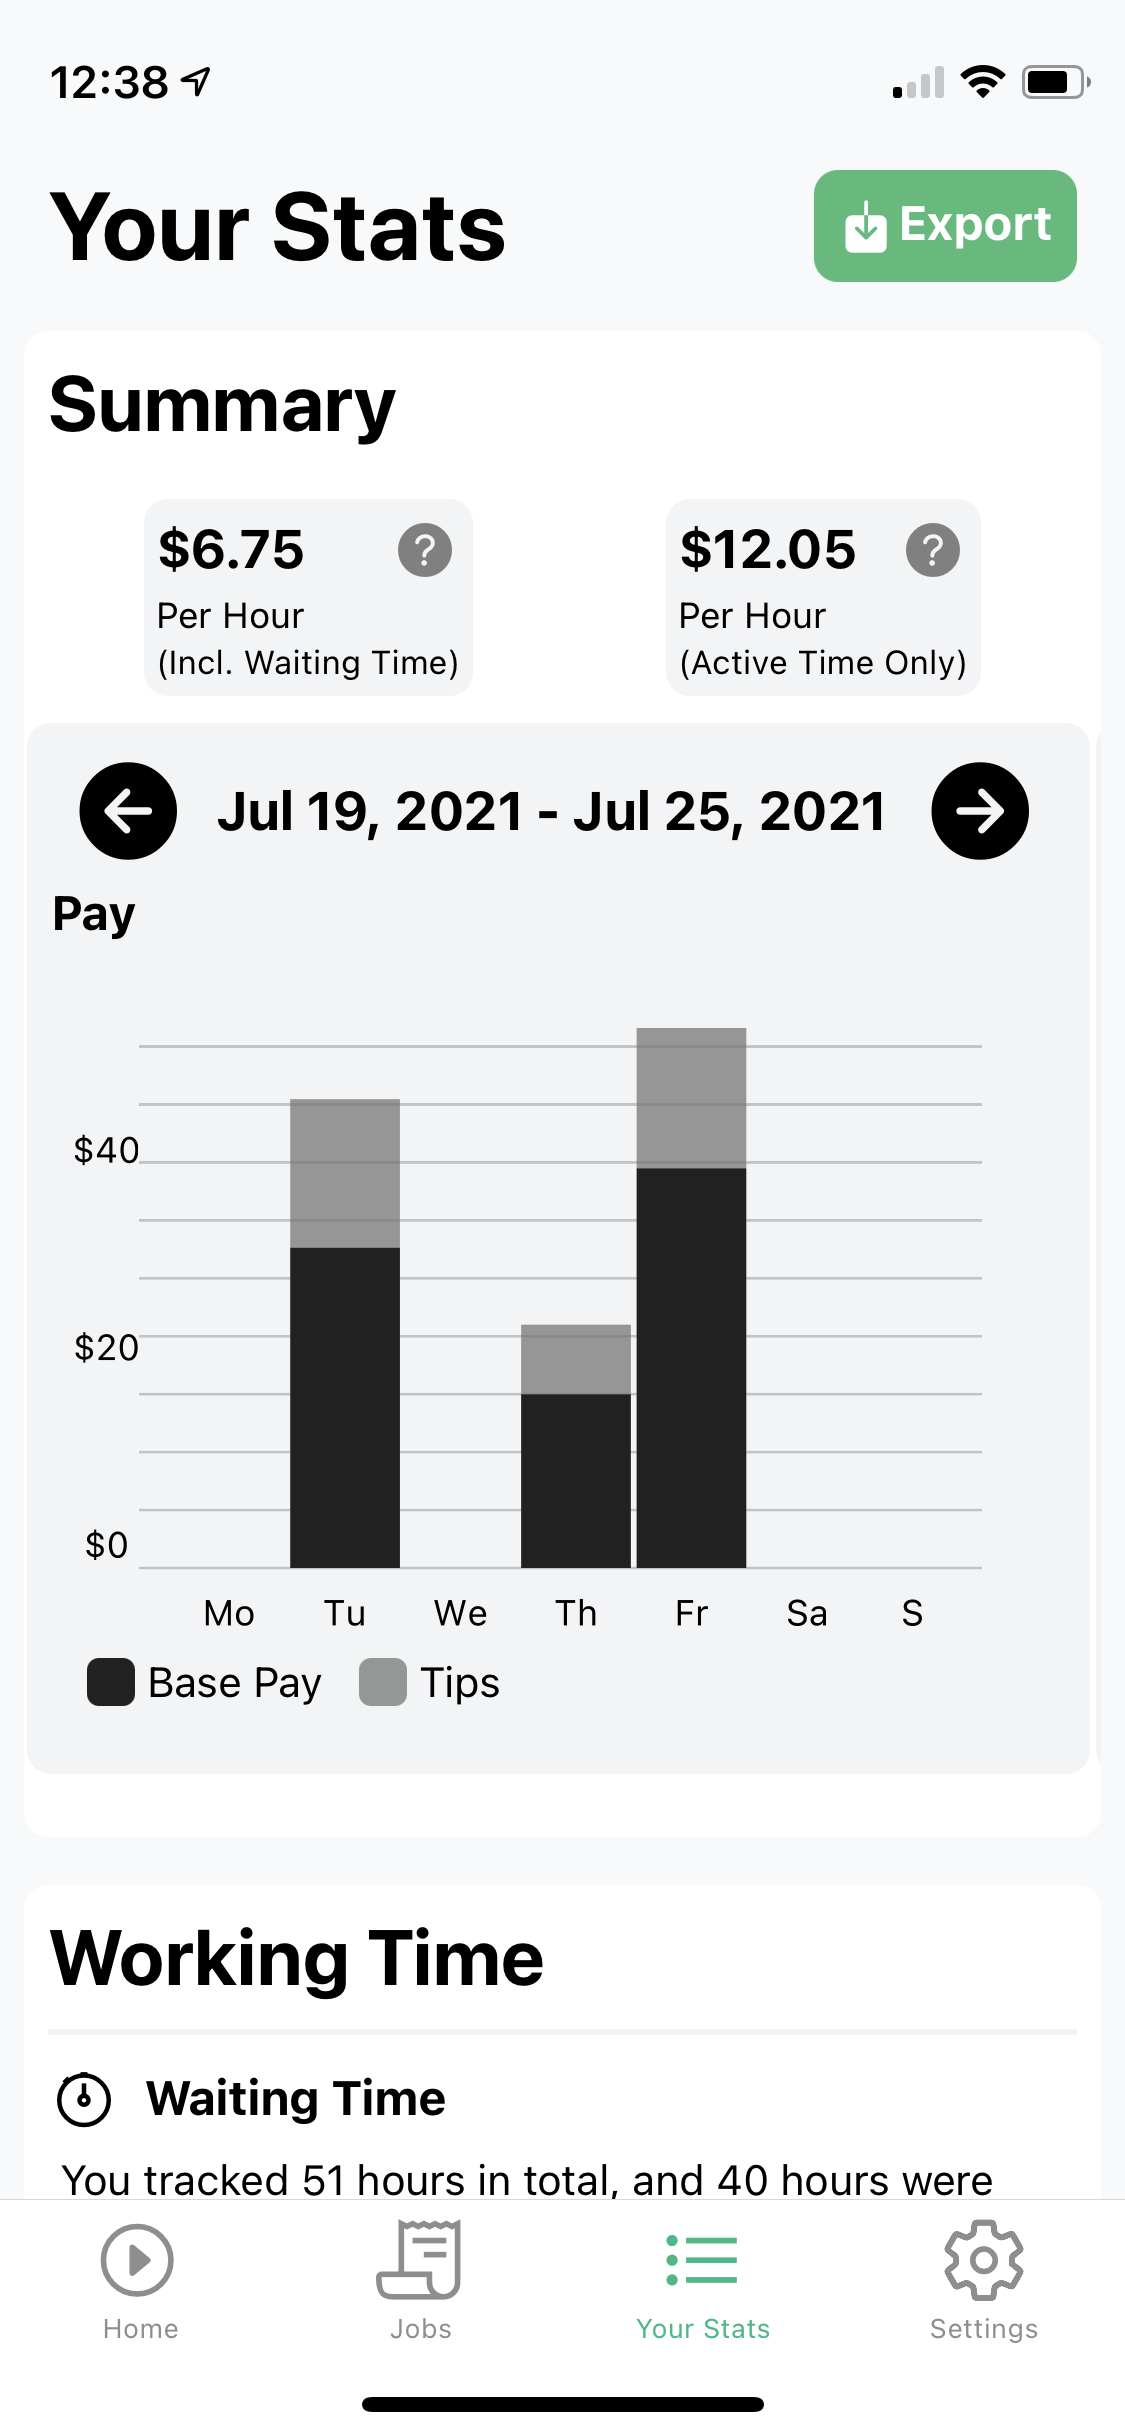 12:38
Your Stats
Export
Summary
$6.75
Per Hour
(Incl. Waiting Time)
$12.05
Per Hour
(Active Time Only)
Jul 19, 2021 - Jul 25, 2021
Pay
$40
$20
$0
Mo Tu We Th Fr Sa S
Base Pay Tips
Working Time
Waiting Time
You tracked 51 hours in total, and 40 hours were
Home Jobs Your Stats Settings